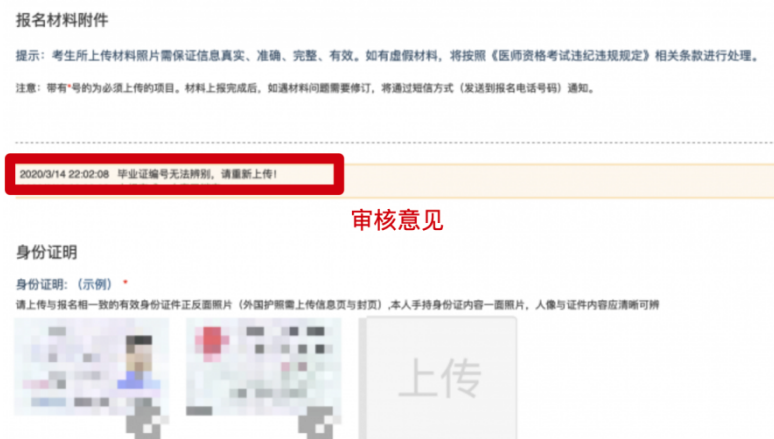 报名材料附件
提示：考生所上传材料照片需保证信息真实、准确、完整、有效。如有虚假材料，将按照《医师资格考试违纪违规规定》相关条款进行处理。
注意：带有*号的为必须上传的项目。材料上报完成后，如遇材料问题需要修订，将通过短信方式（发送到报名电话号码）通知。
2020/3/14 22:02:08 毕业证编号无法辨别，请重新上传！
审核意见
身份证明
身份证明:（示例） *
请上传与报名相一致的有效身份证件正反面照片（外国护照需上传信息页与封页）,本人手持身份证内容一面照片，人像与证件内容应清晰可辨
上传